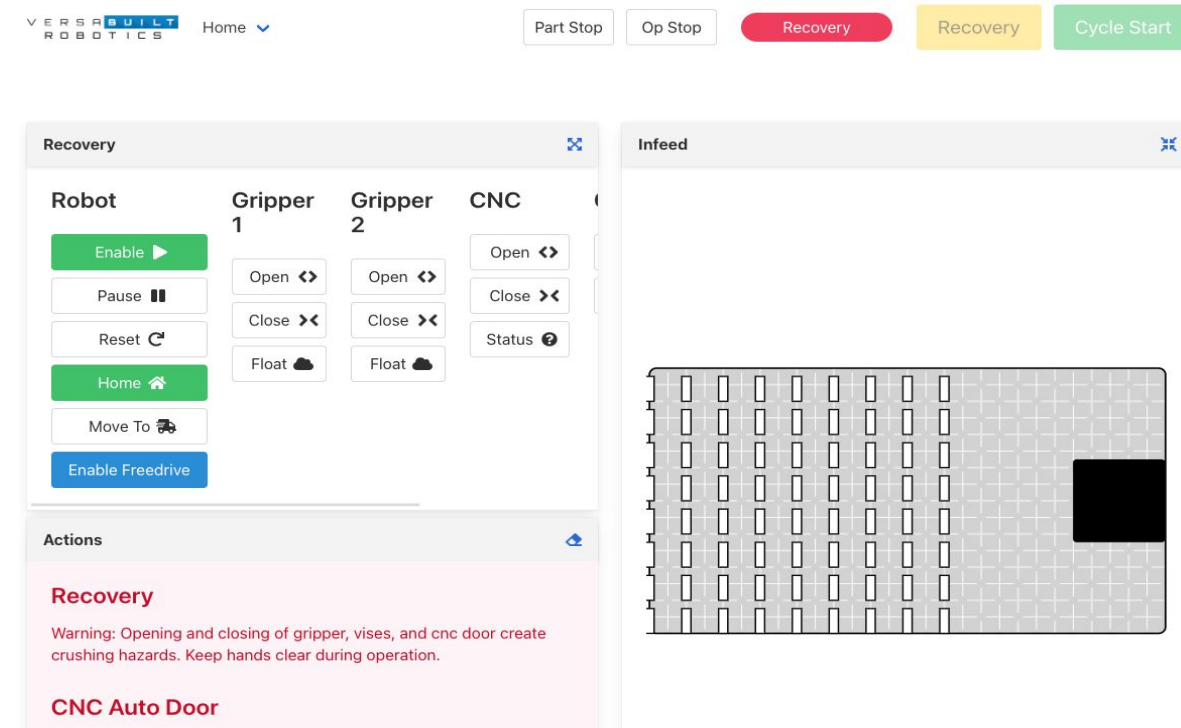 VERSABUILT
ROBOTICS
Home
Part Stop
Op Stop
Recovery
Recovery
Cycle Start
Recovery
Robot
Enable
Pause
Reset
Home
Move To
Enable Freedrive
Gripper
1
Open
Close
Float
Gripper
2
Open
Close
Float
CNC
Open
Close
Status
Actions
Recovery
Warning: Opening and closing of gripper, vises, and cnc door create
crushing hazards. Keep hands clear during operation.
CNC Auto Door
Infeed